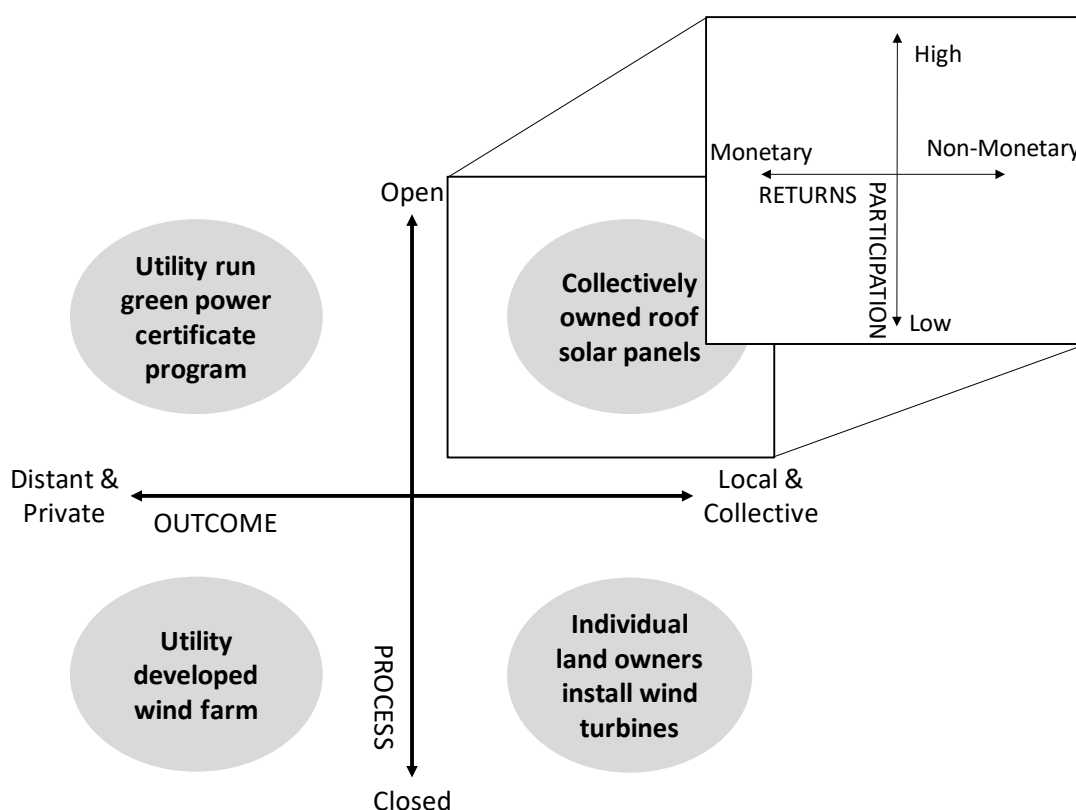 High
Monetary
Non-Monetary
RETURNS
PARTICIPATION
Low
Open
Utility run
green power
certificate
program
Collectively
owned roof
solar panels
Distant &
Private
OUTCOME
Local &
Collective
Utility
developed
wind farm
PROCESS
Individual
land owners
install wind
turbines
Closed